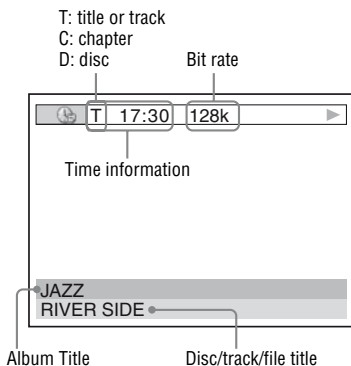 T: title or track
C: chapter
D: disc
Bit rate
T 17:30 128k
Time information
JAZZ
RIVER SIDE
Album Title
Disc/track/file title